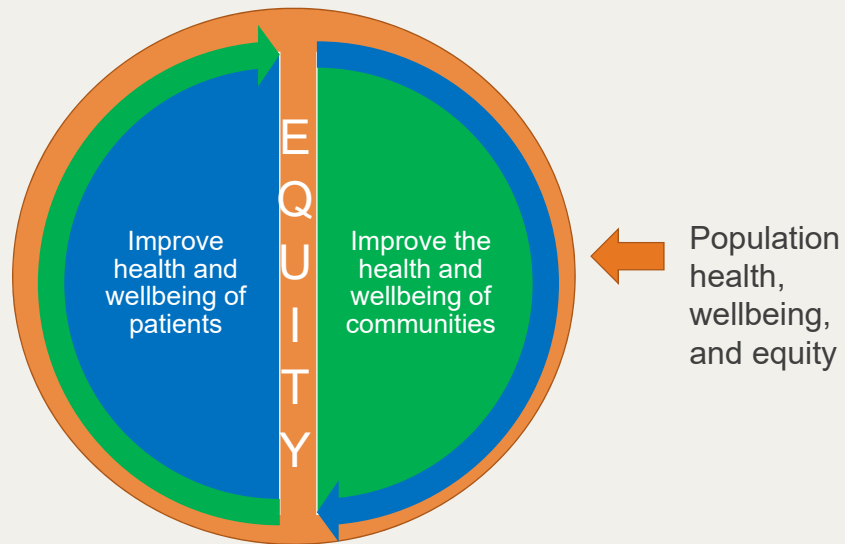 Improve
health and
wellbeing of
patients
E
Q
U
I
T
Y
Improve the
health and
wellbeing of
communities
Population
health,
wellbeing,
and equity